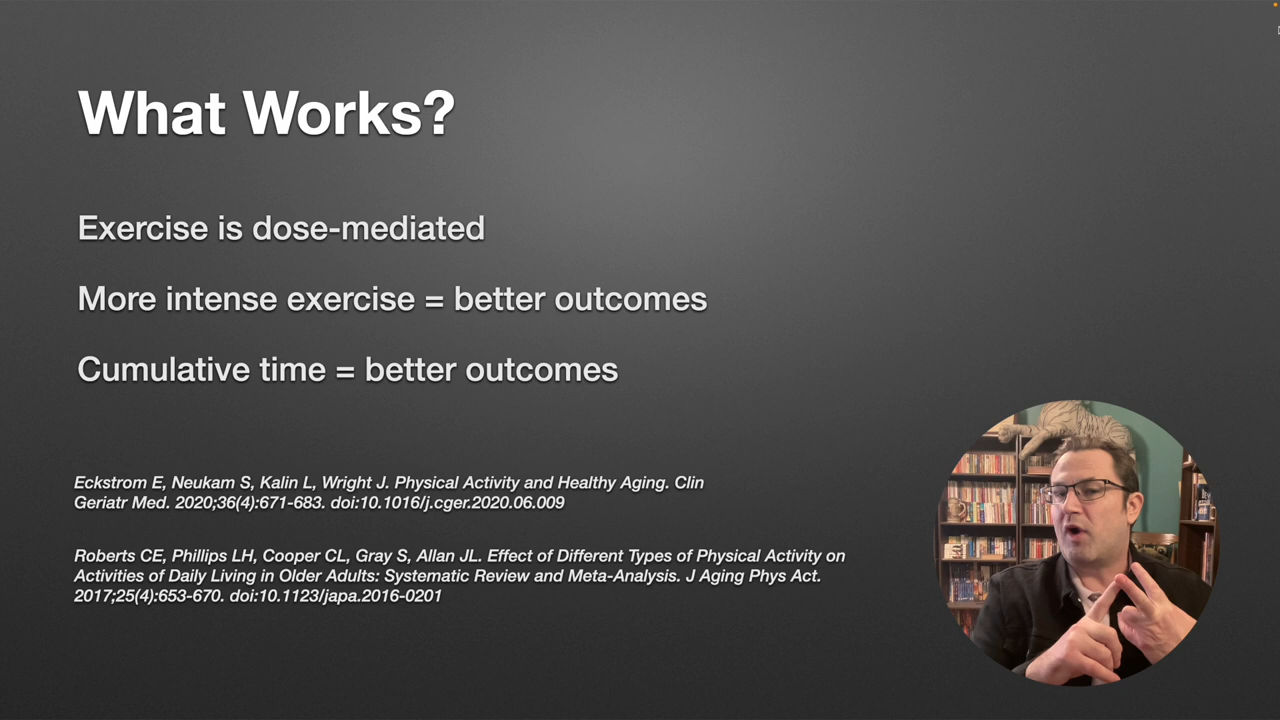 What Works?
Exercise is dose-mediated
More intense exercise = better outcomes
Cumulative time = better outcomes
Eckstrom E, Neukam S, Kalin L, Wright J. Physical Activity and Healthy Aging. Clin
Geriatr Med. 2020;36(4):671-683. doi:10.1016/j.cger.2020.06.009
Roberts CE, Phillips LH, Cooper CL, Gray S, Allan JL. Effect of Different Types of Physical Activity on
Activities of Daily Living in Older Adults: Systematic Review and Meta-Analysis. J Aging Phys Act.
2017;25(4):653-670. doi:10.1123/japa.2016-0201